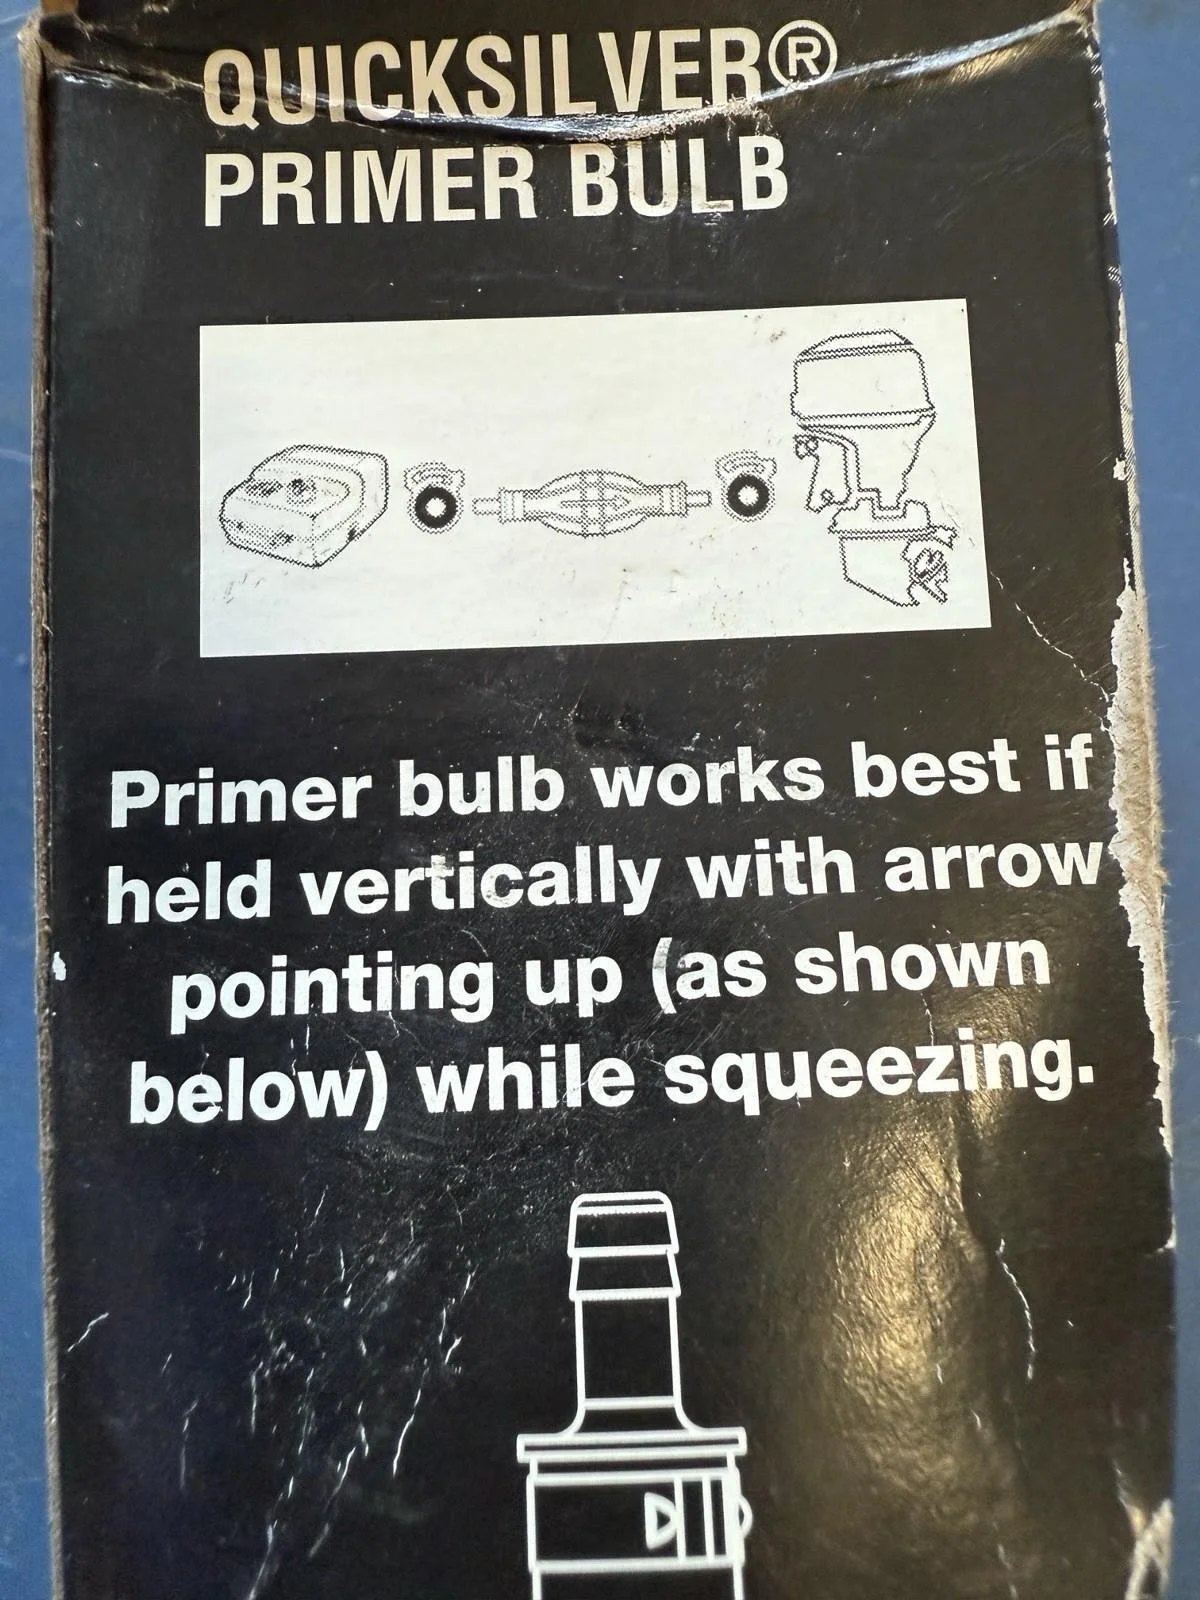 QUICKSILVER®
PRIMER BULB
Primer bulb works best if
held vertically with arrow
pointing up (as shown
below) while squeezing.